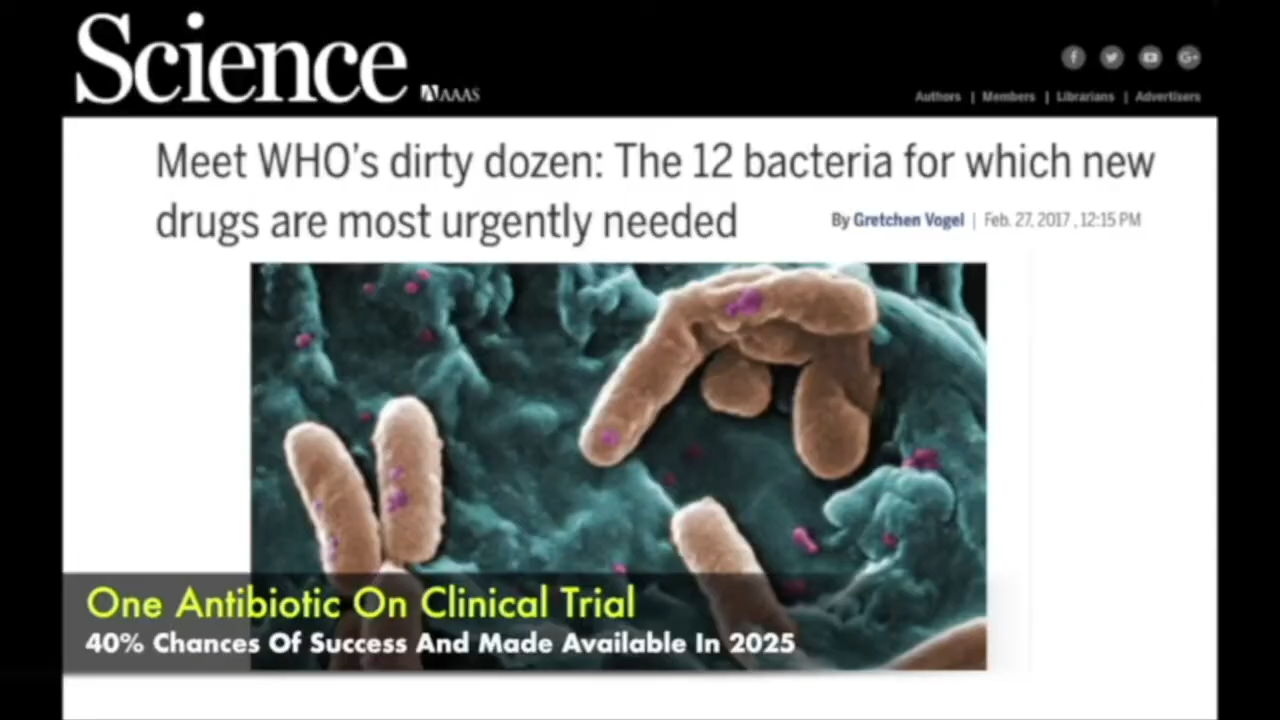 Science
AAAS
Authors | Members | Librarians | Advertisers
Meet WHO's dirty dozen: The 12 bacteria for which new
drugs are most urgently needed
By Gretchen Vogel | Feb. 27, 2017 , 12:15 PM
One Antibiotic On Clinical Trial
40% Chances Of Success And Made Available In 2025